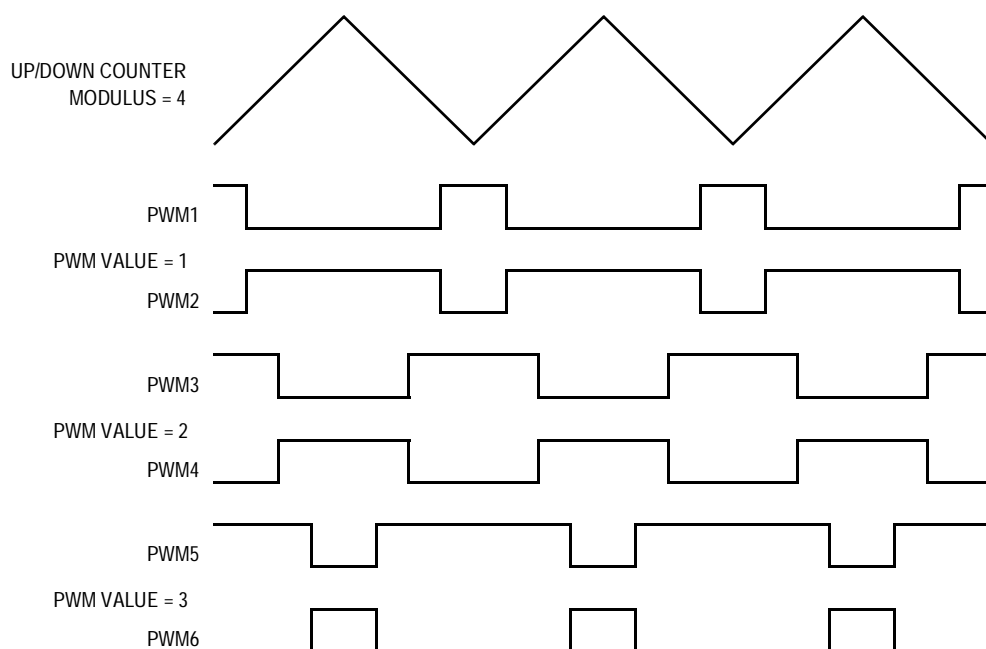 UP/DOWN COUNTER
MODULUS = 4
PWM1
PWM VALUE = 1
PWM2
PWM3
PWM VALUE = 2
PWM4
PWM5
PWM VALUE = 3
PWM6